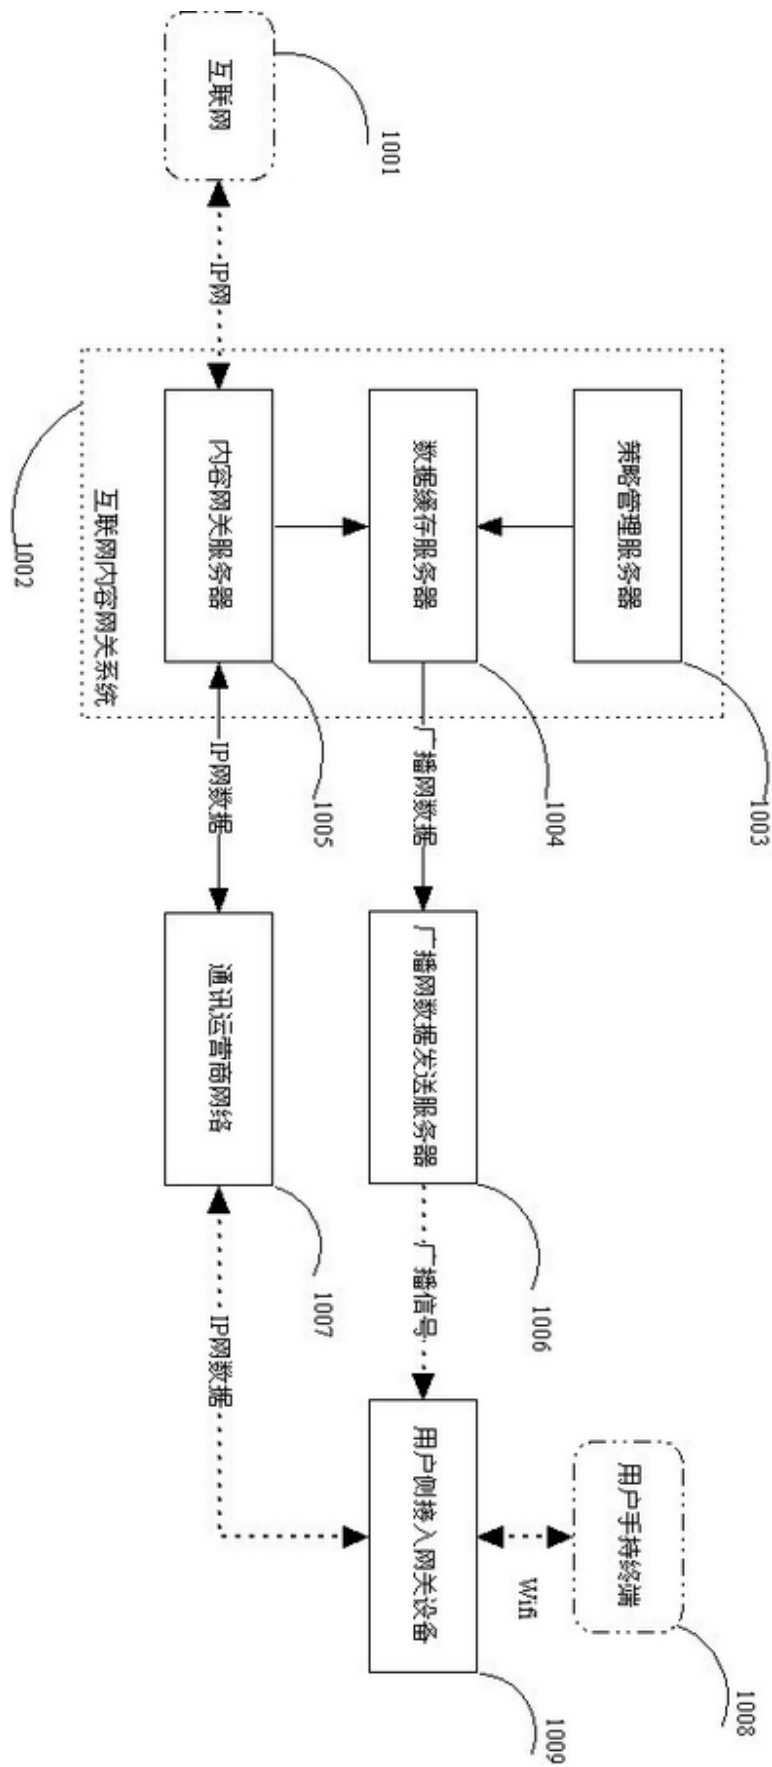 策略管理服务器
1003
用户手持终端
1008
Wifi
数据缓存服务器
1004
广播网数据
广播网数据发送服务器
1006
广播信号
用户侧接入网关设备
1009
互联网
1001
IP网
内容网关服务器
1005
IP网数据
通讯运营商网络
1007
IP网数据
互联网内容网关系统
1002